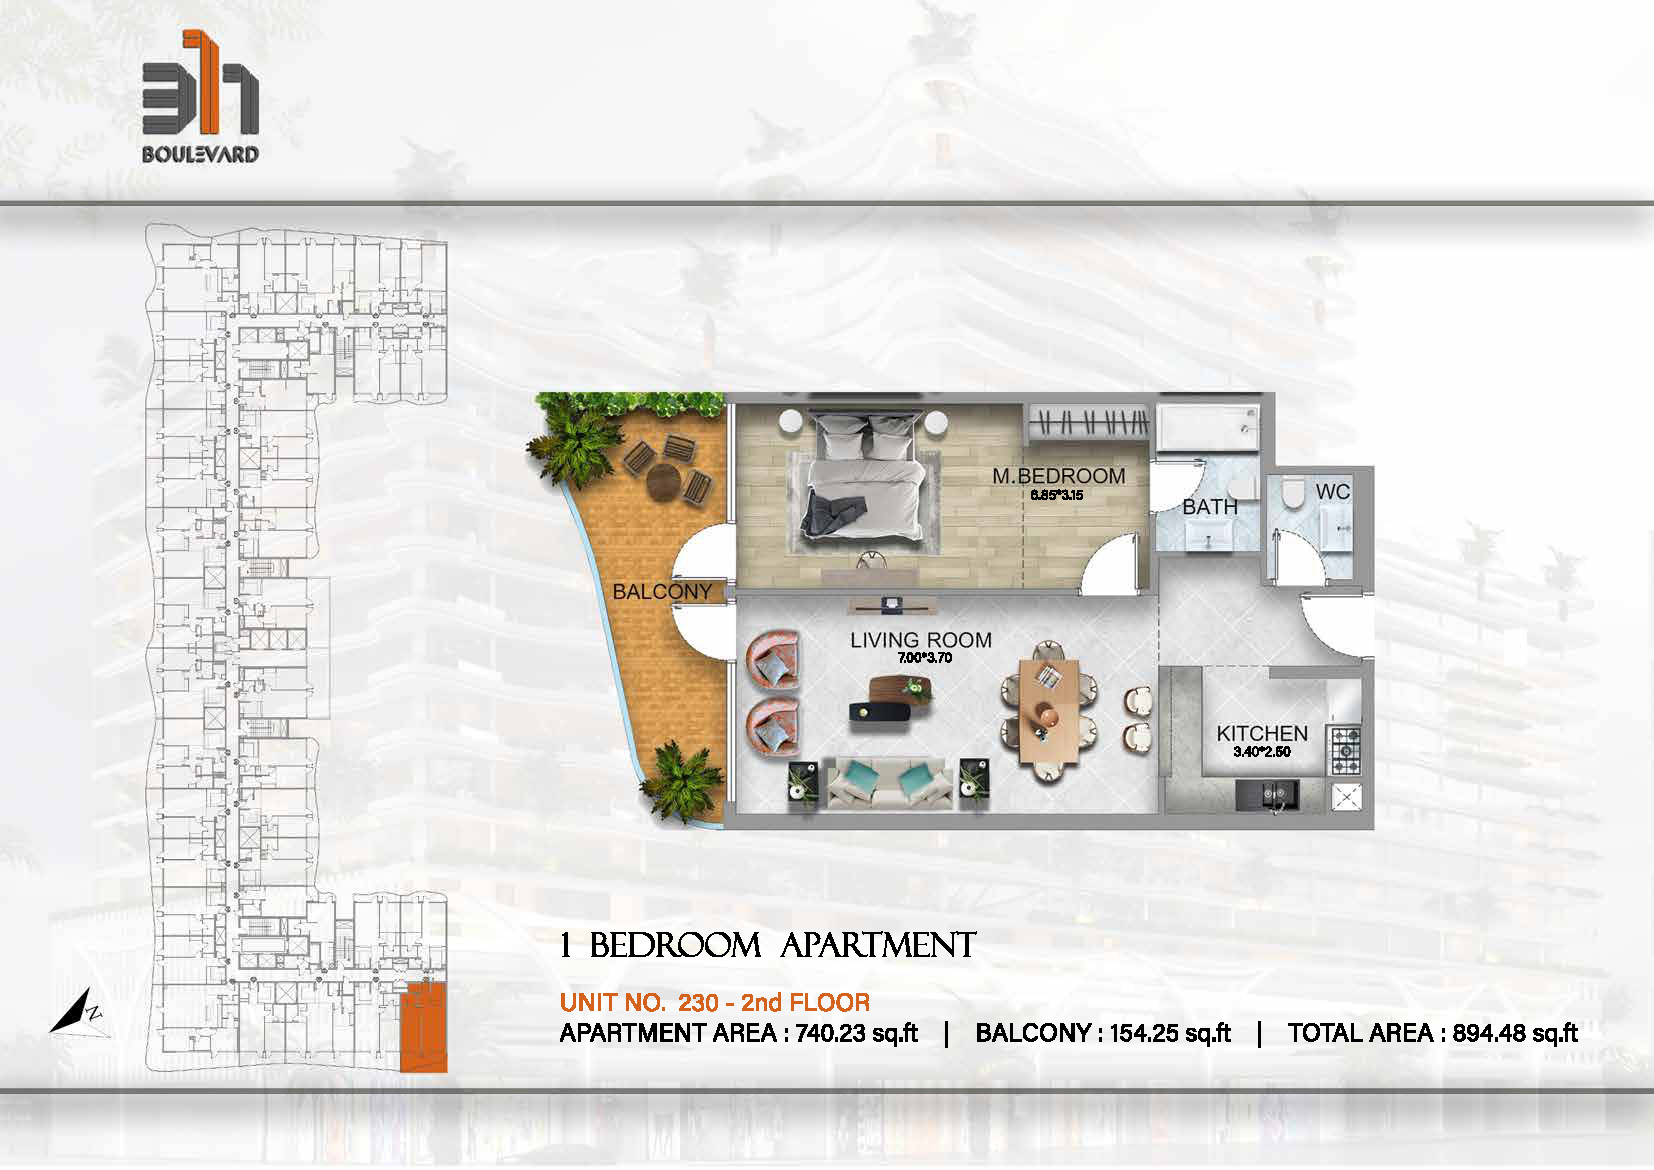 311
BOULEVARD
M.BEDROOM
6.85*3.15
BATH
WC
BALCONY
LIVING ROOM
7.00*3.70
KITCHEN
3.40*2.50
1 BEDROOM APARTMENT
UNIT NO. 230 - 2nd FLOOR
APARTMENT AREA : 740.23 sq.ft | BALCONY : 154.25 sq.ft | TOTAL AREA : 894.48 sq.ft
N